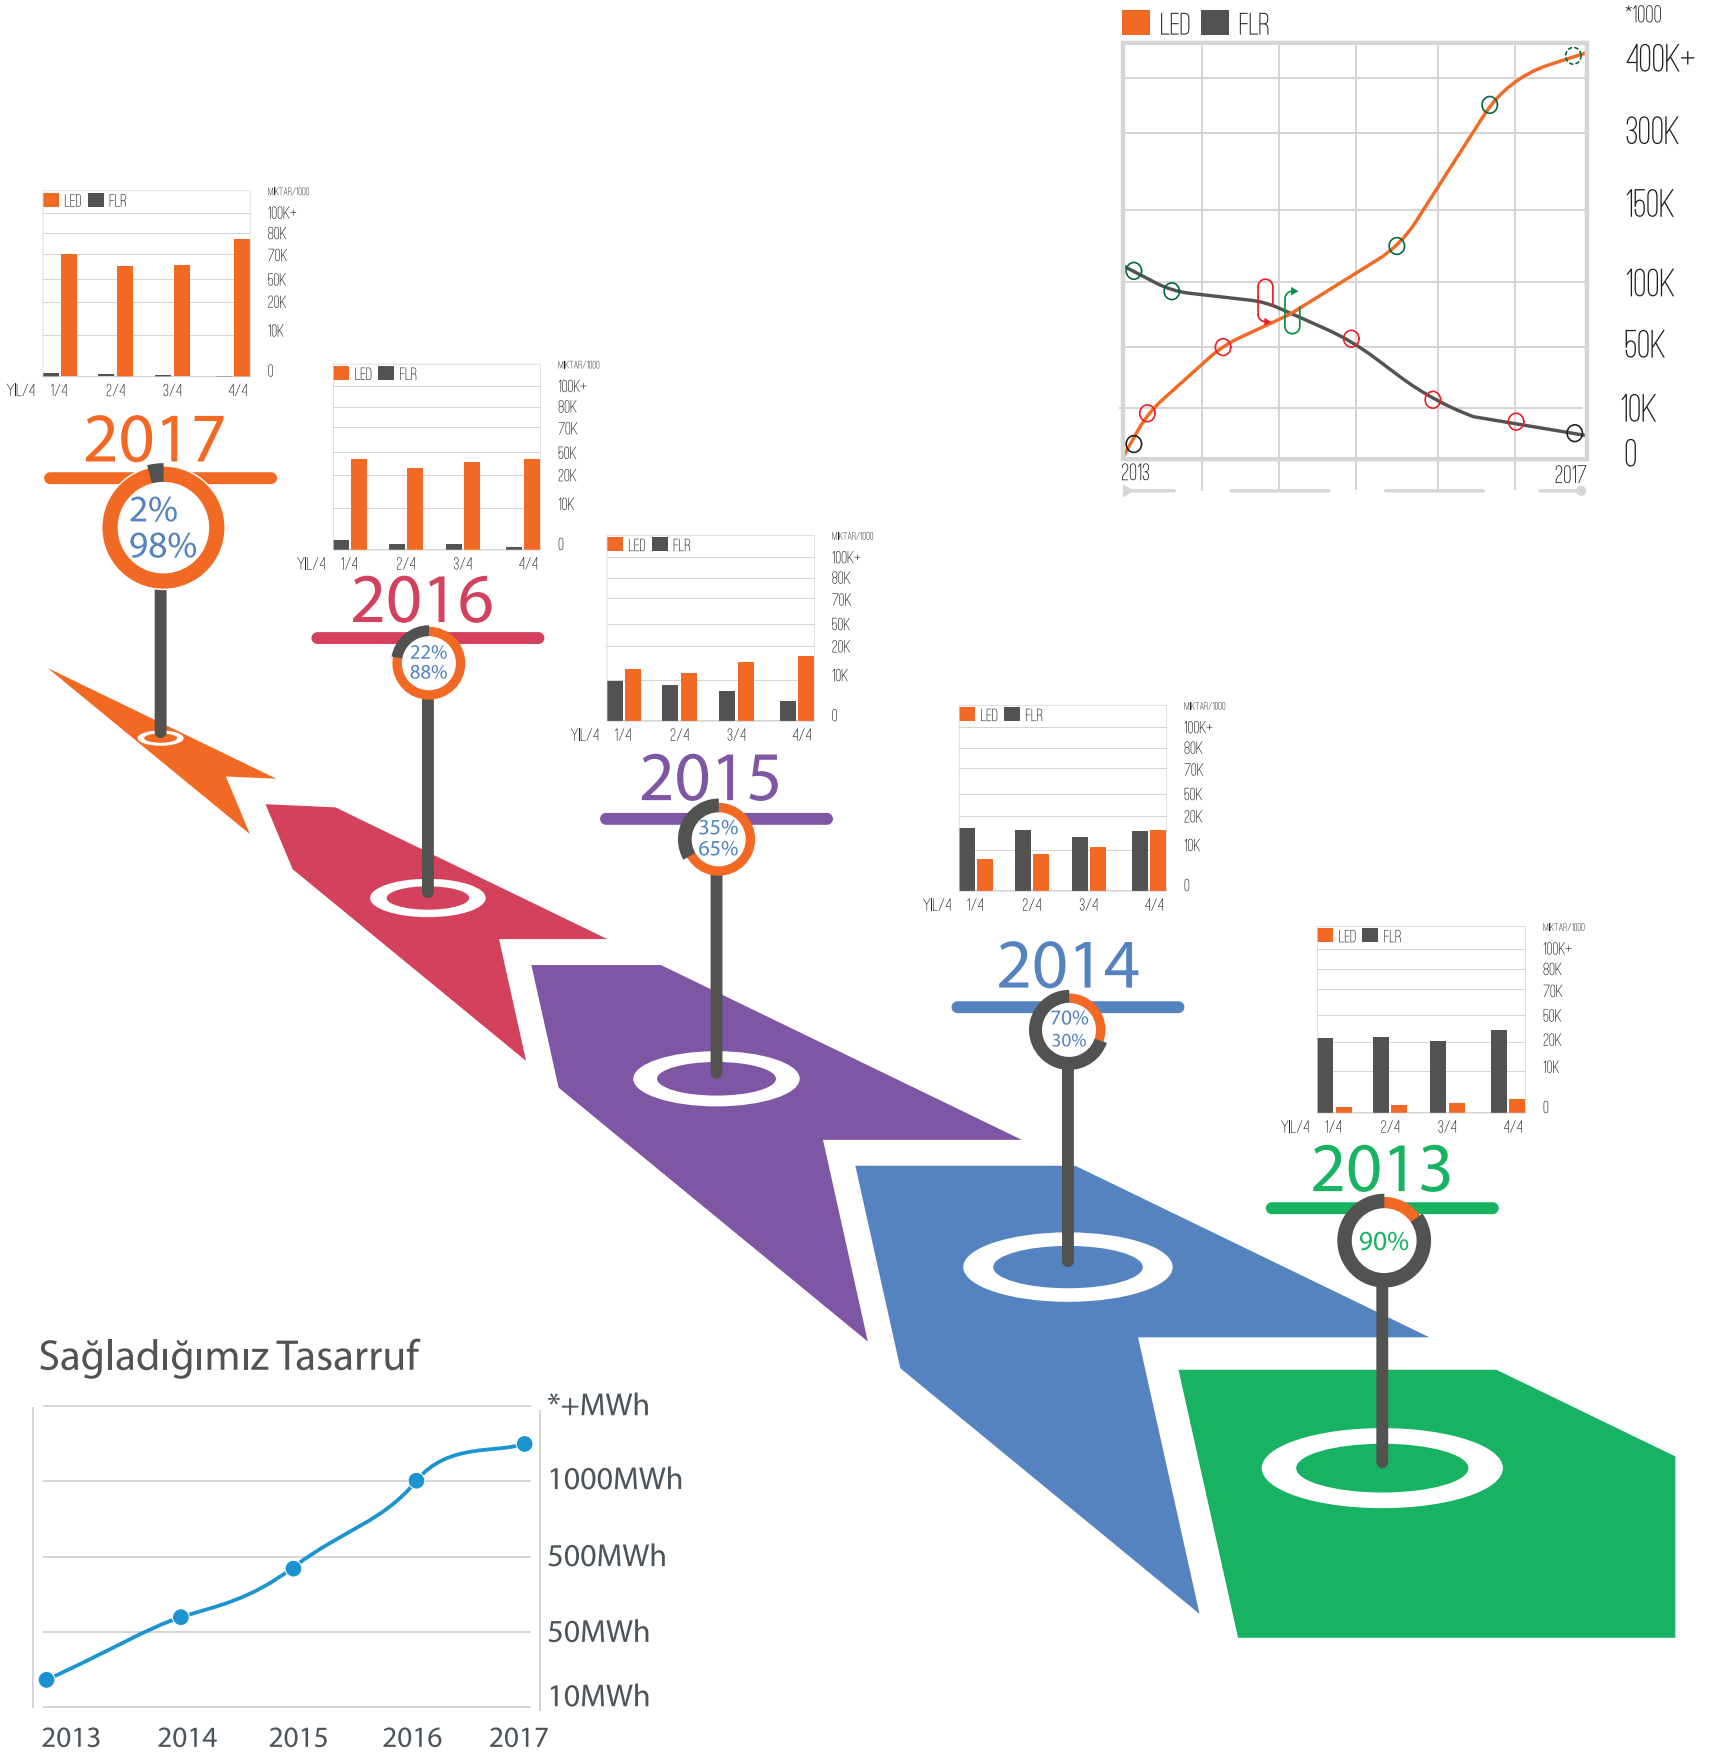 LED FLR
*1000
400K+
300K
150K
100K
50K
10K
0
2013 2017
LED FLR
MİKTAR/1000
100K+
80K
70K
50K
20K
10K
0
YIL/4 1/4 2/4 3/4 4/4
2017
2%
98%
LED FLR
MİKTAR/1000
100K+
80K
70K
50K
20K
10K
0
YIL/4 1/4 2/4 3/4 4/4
2016
22%
88%
LED FLR
MİKTAR/1000
100K+
80K
70K
50K
20K
10K
0
YIL/4 1/4 2/4 3/4 4/4
2015
35%
65%
LED FLR
MİKTAR/1000
100K+
80K
70K
50K
20K
10K
0
YIL/4 1/4 2/4 3/4 4/4
2014
70%
30%
LED FLR
MİKTAR/1000
100K+
80K
70K
50K
20K
10K
0
YIL/4 1/4 2/4 3/4 4/4
2013
90%
Sağladığımız Tasarruf
*+MWh
1000MWh
500MWh
50MWh
10MWh
2013 2014 2015 2016 2017